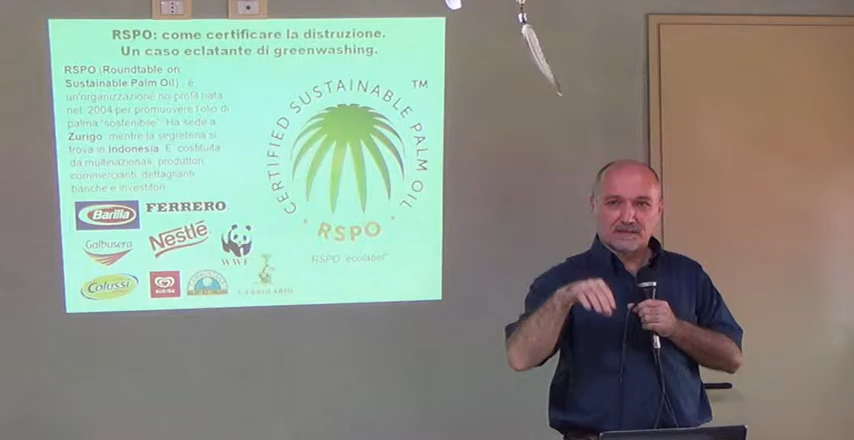 RSPO: come certificare la distruzione.
Un caso eclatante di greenwashing.
RSPO (Roundtable on
Sustainable Palm Oil), è
un'organizzazione no-profit nata
nel 2004 per promuovere l'olio di
palma "sostenibile". Ha sede a
Zurigo, mentre la segreteria si
trova in Indonesia. E' costituita
da multinazionali, produttori,
commercianti, dettaglianti,
banche e investitori.
CERTIFIED SUSTAINABLE PALM OIL
TM
RSPO
RSPO "ecolabel"
Barilla
FERRERO
Galbusera
Nestlé
WWF
Colussi
ALGIDA
L'ERBOLARIO